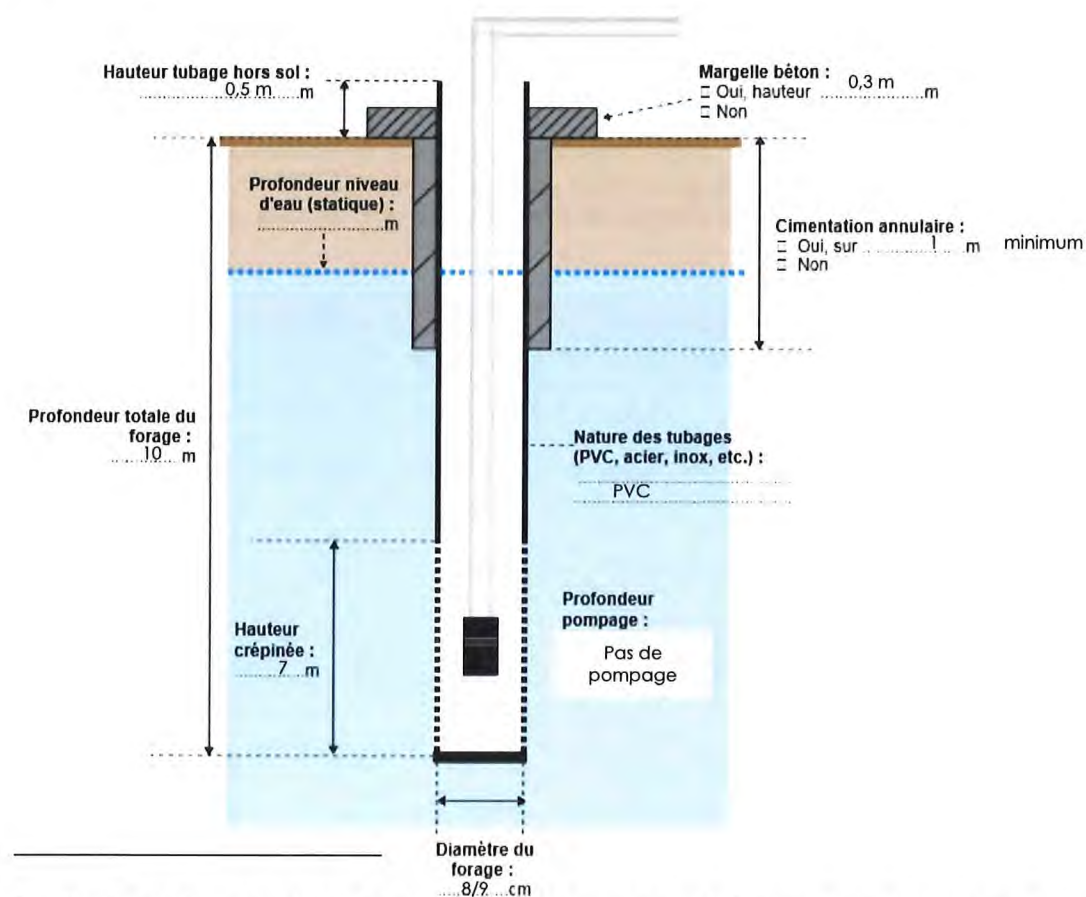 Hauteur tubage hors sol :
0,5 m m
Margelle béton :
□ Oui, hauteur 0,3 m m
□ Non
Profondeur niveau
d'eau (statique) :
m
Cimentation annulaire :
□ Oui, sur 1 m minimum
□ Non
Profondeur totale du
forage :
10 m
Nature des tubages
(PVC, acier, inox, etc.) :
PVC
Hauteur
crépinée :
7 m
Profondeur
pompage :
Pas de
pompage
Diamètre du
forage :
8/9 cm